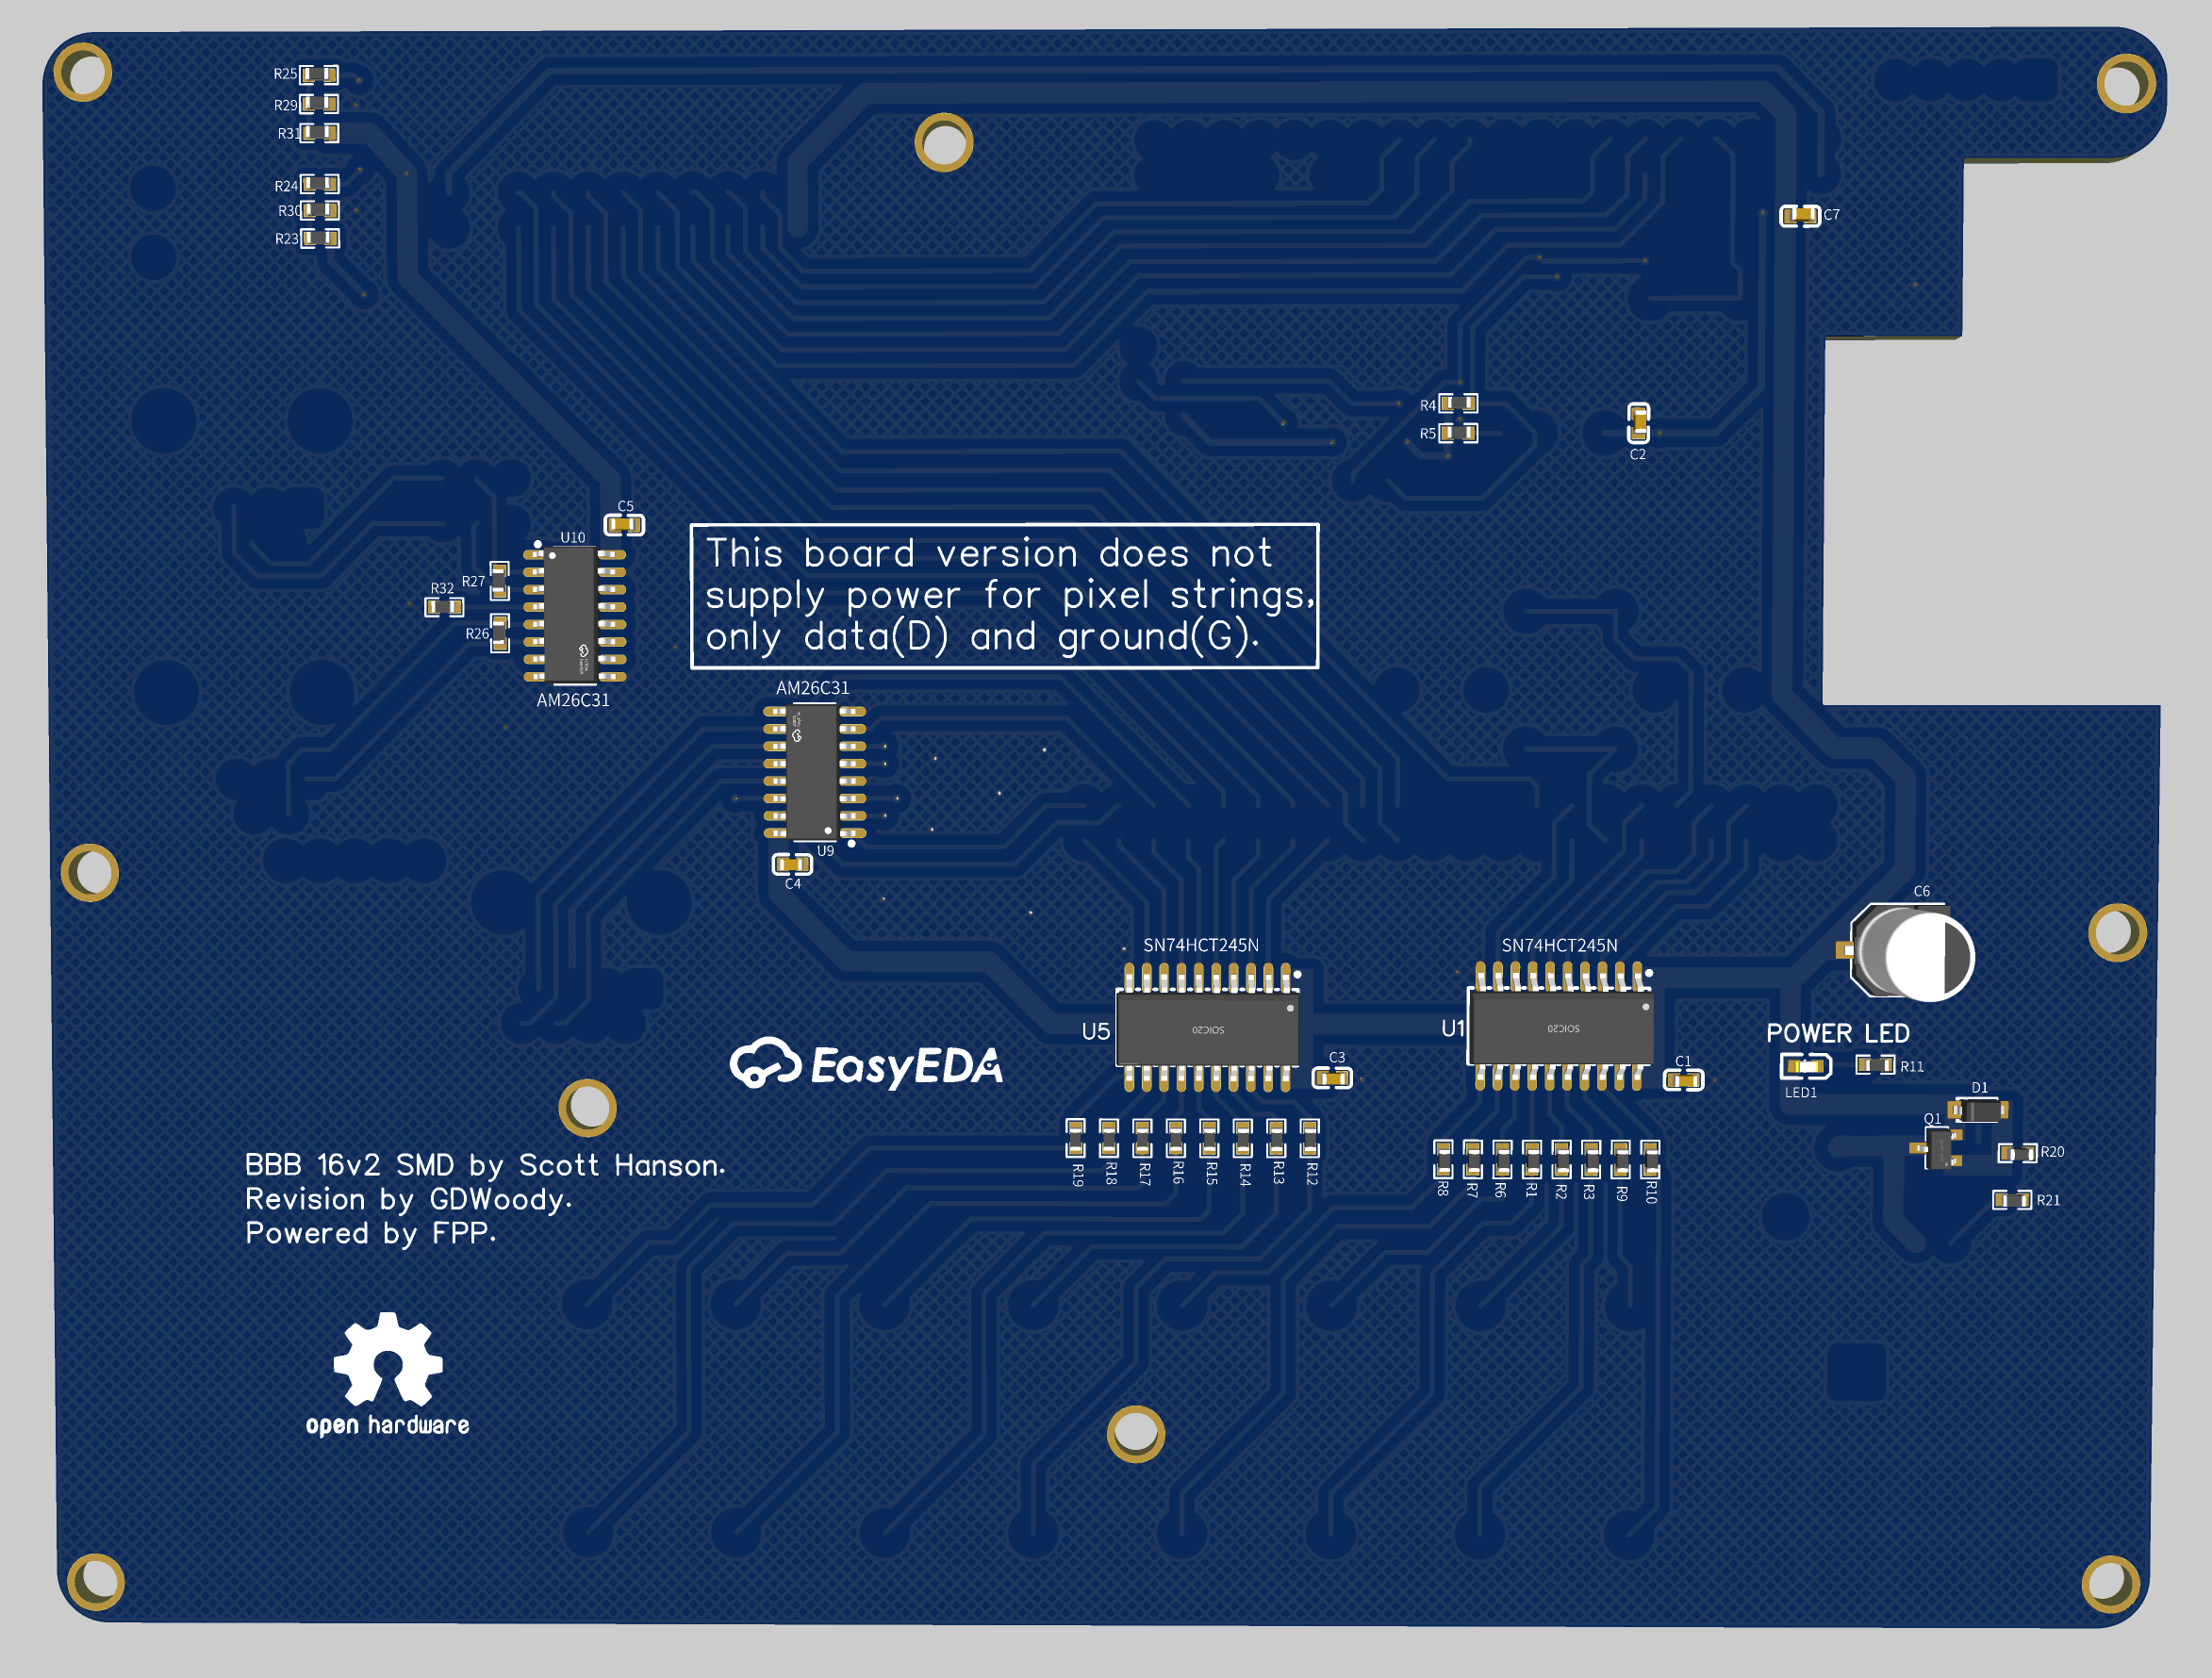 R25
R29
R31
R24
R30
R23
C7
R4
R5
C2
C5
U10
R27
R32
R26
AM26C31
This board version does not
supply power for pixel strings,
only data(D) and ground(G).
AM26C31
U9
C4
C6
SN74HCT245N
SN74HCT245N
U5
SOIC20
U1
SOIC20
POWER LED
EasyEDA
C3
C1
LED1
R11
D1
Q1
R20
R21
R19
R18
R17
R16
R15
R14
R13
R12
R8
R7
R6
R1
R2
R3
R9
R10
BBB 16v2 SMD by Scott Hanson.
Revision by GDWoody.
Powered by FPP.
open hardware